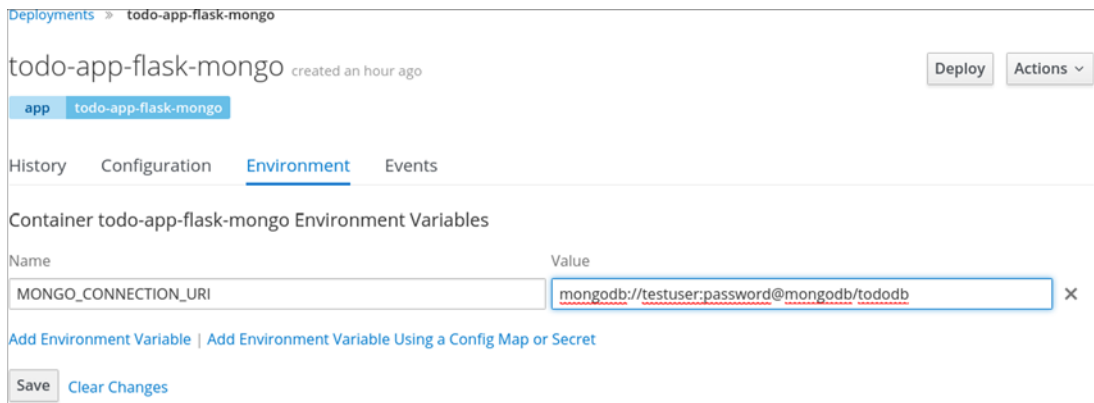 Deployments » todo-app-flask-mongo
todo-app-flask-mongo created an hour ago
Deploy Actions
app todo-app-flask-mongo
History Configuration Environment Events
Container todo-app-flask-mongo Environment Variables
Name Value
MONGO_CONNECTION_URI mongodb://testuser:password@mongodb/tododb ×
Add Environment Variable | Add Environment Variable Using a Config Map or Secret
Save Clear Changes